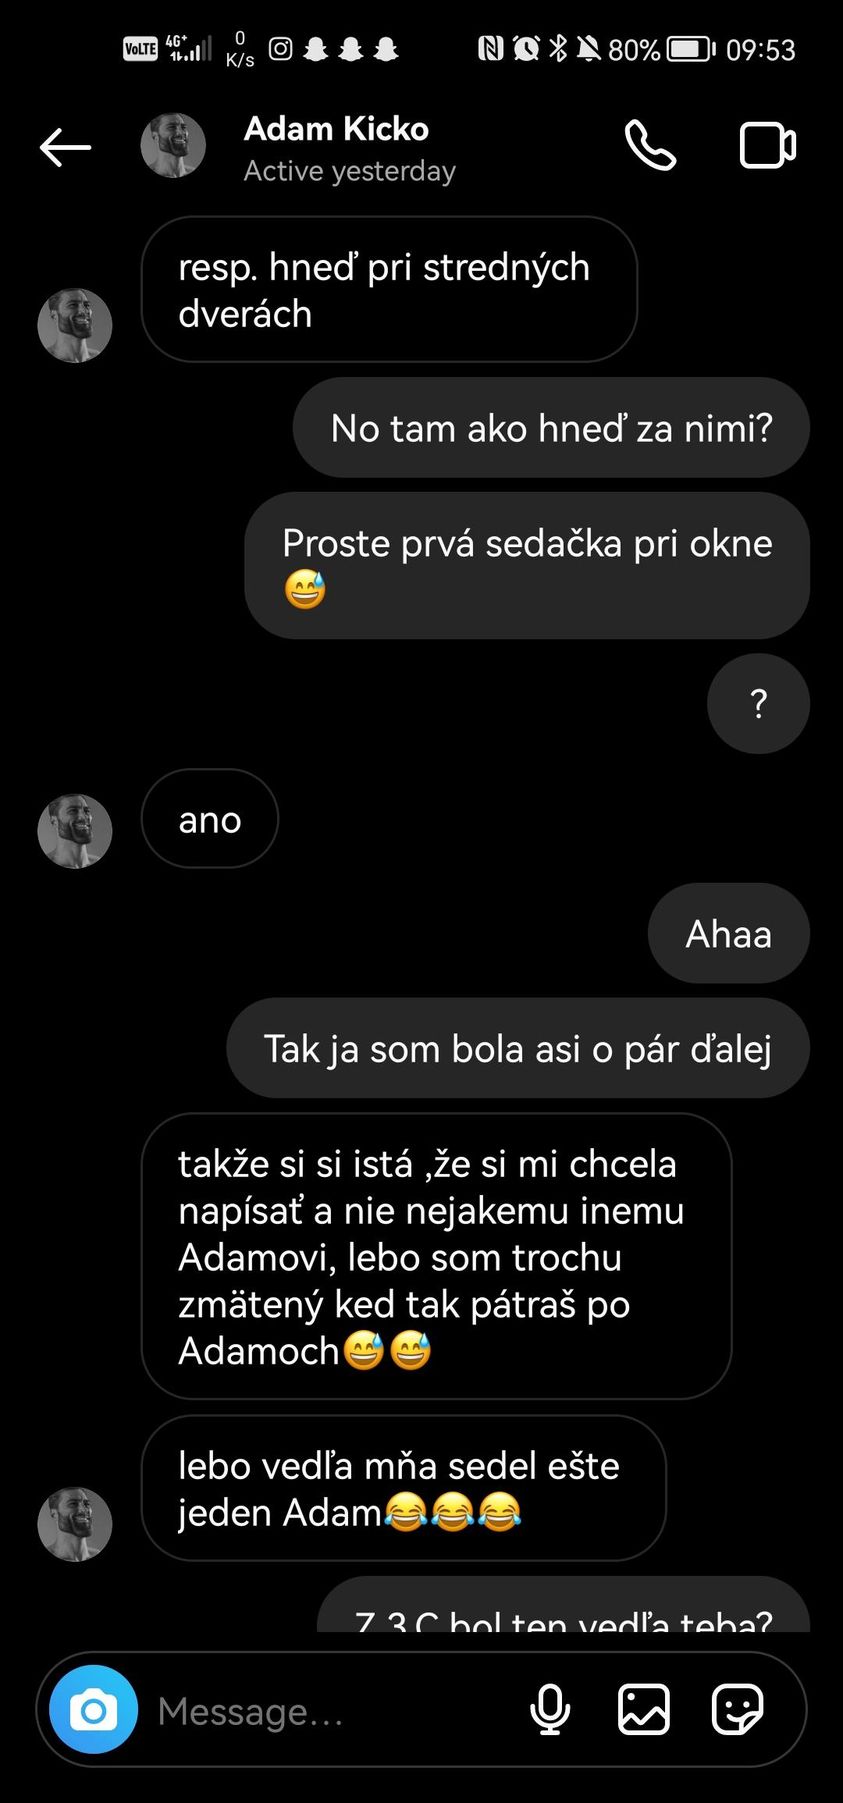 VoLTE 4G+ 0 K/s 80% 09:53
Adam Kicko
Active yesterday
resp. hneď pri stredných
dverách
No tam ako hneď za nimi?
Proste prvá sedačka pri okne
😅
?
ano
Ahaa
Tak ja som bola asi o pár ďalej
takže si si istá ,že si mi chcela
napísať a nie nejakemu inemu
Adamovi, lebo som trochu
zmätený ked tak pátraš po
Adamoch😅😅
lebo vedľa mňa sedel ešte
jeden Adam😂😂😂
Z 3.C bol ten vedľa teba?
Message...